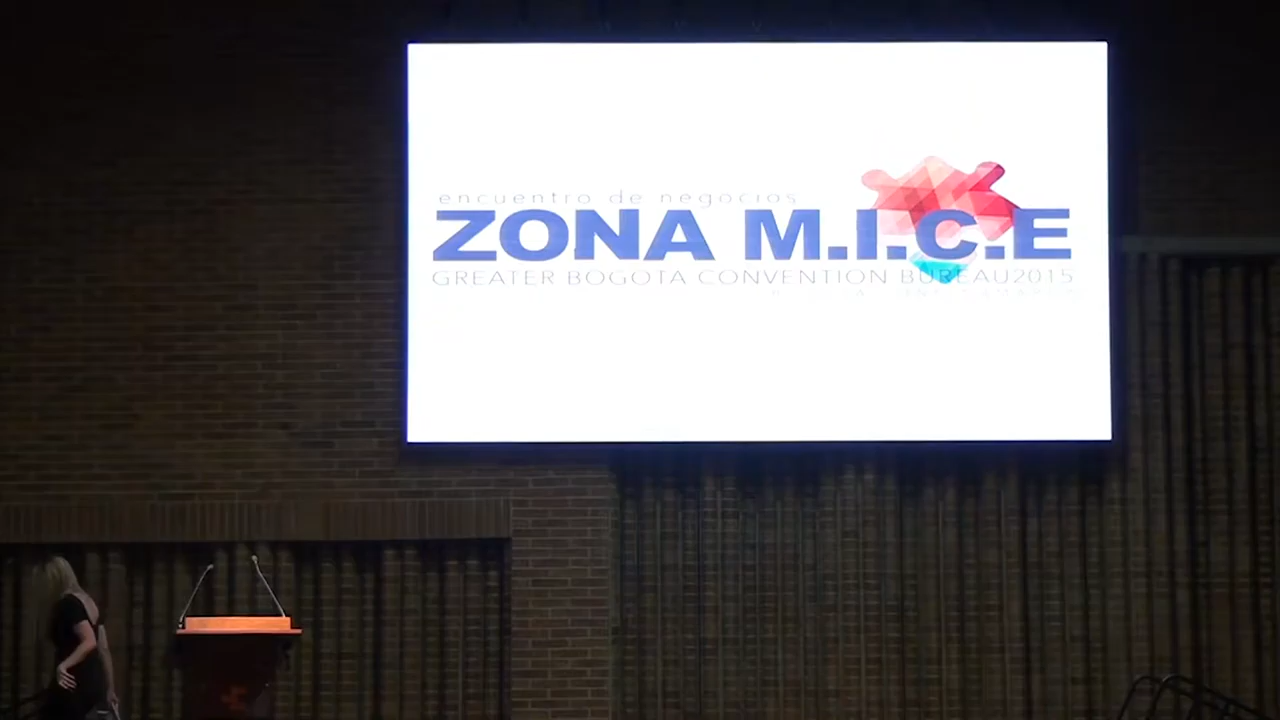 encuentro de negocios
ZONA M.I.C.E
GREATER BOGOTA CONVENTION BUREAU2015